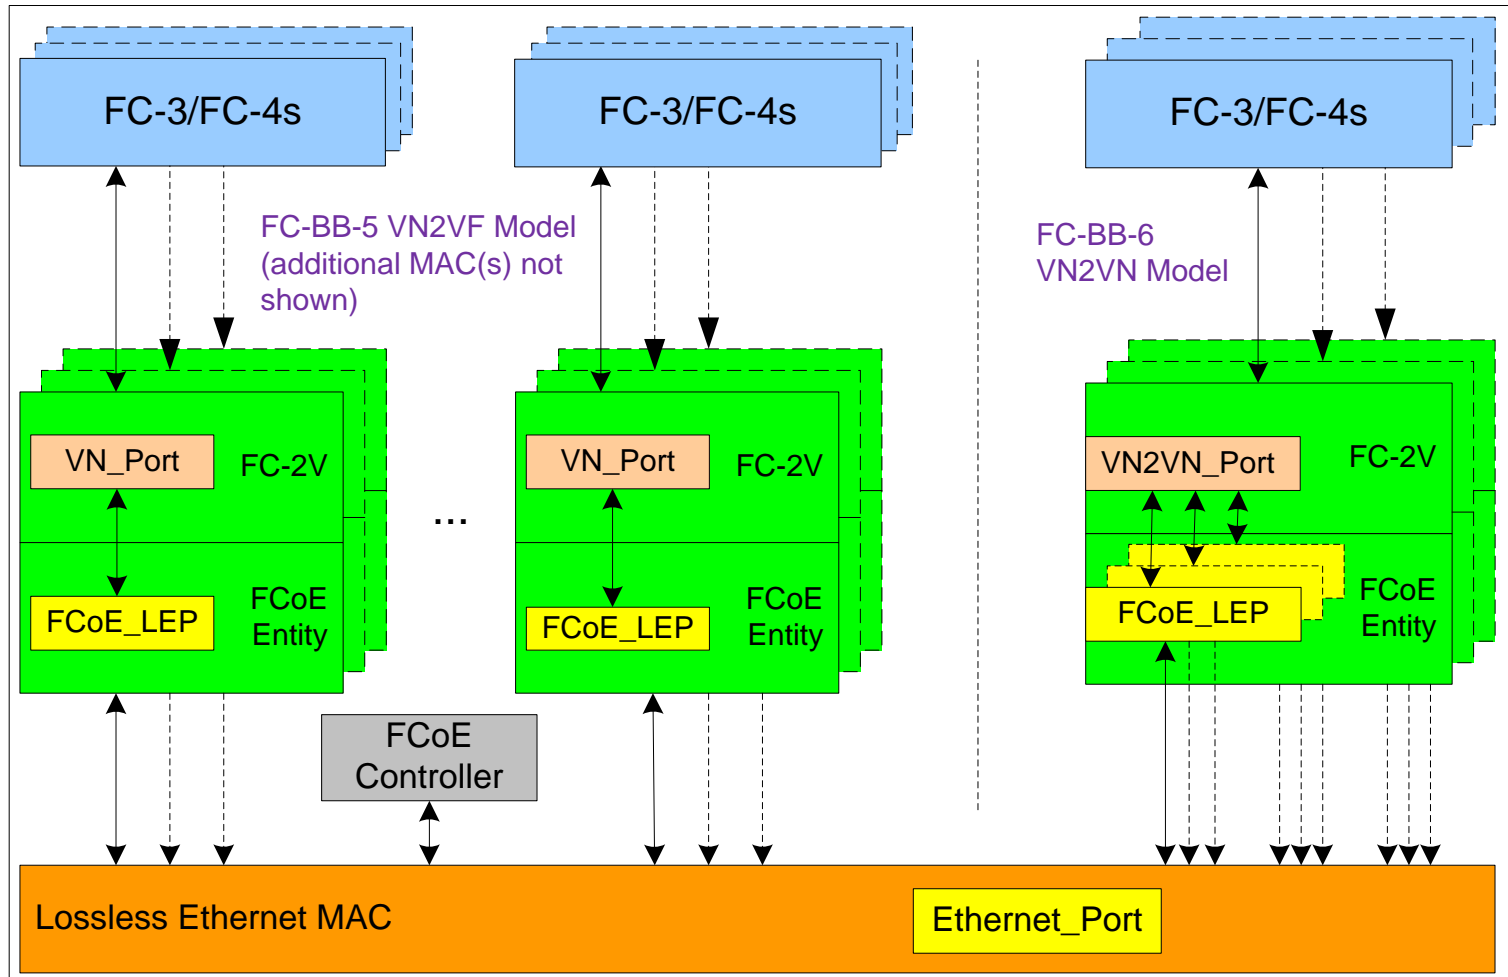 FC-3/FC-4s
FC-3/FC-4s
FC-3/FC-4s
FC-BB-5 VN2VF Model
(additional MAC(s) not
shown)
FC-BB-6
VN2VN Model
VN_Port
FC-2V
FCoE_LEP
FCoE
Entity
...
VN_Port
FC-2V
FCoE_LEP
FCoE
Entity
VN2VN_Port
FC-2V
FCoE_LEP
FCoE
Entity
FCoE
Controller
Lossless Ethernet MAC
Ethernet_Port